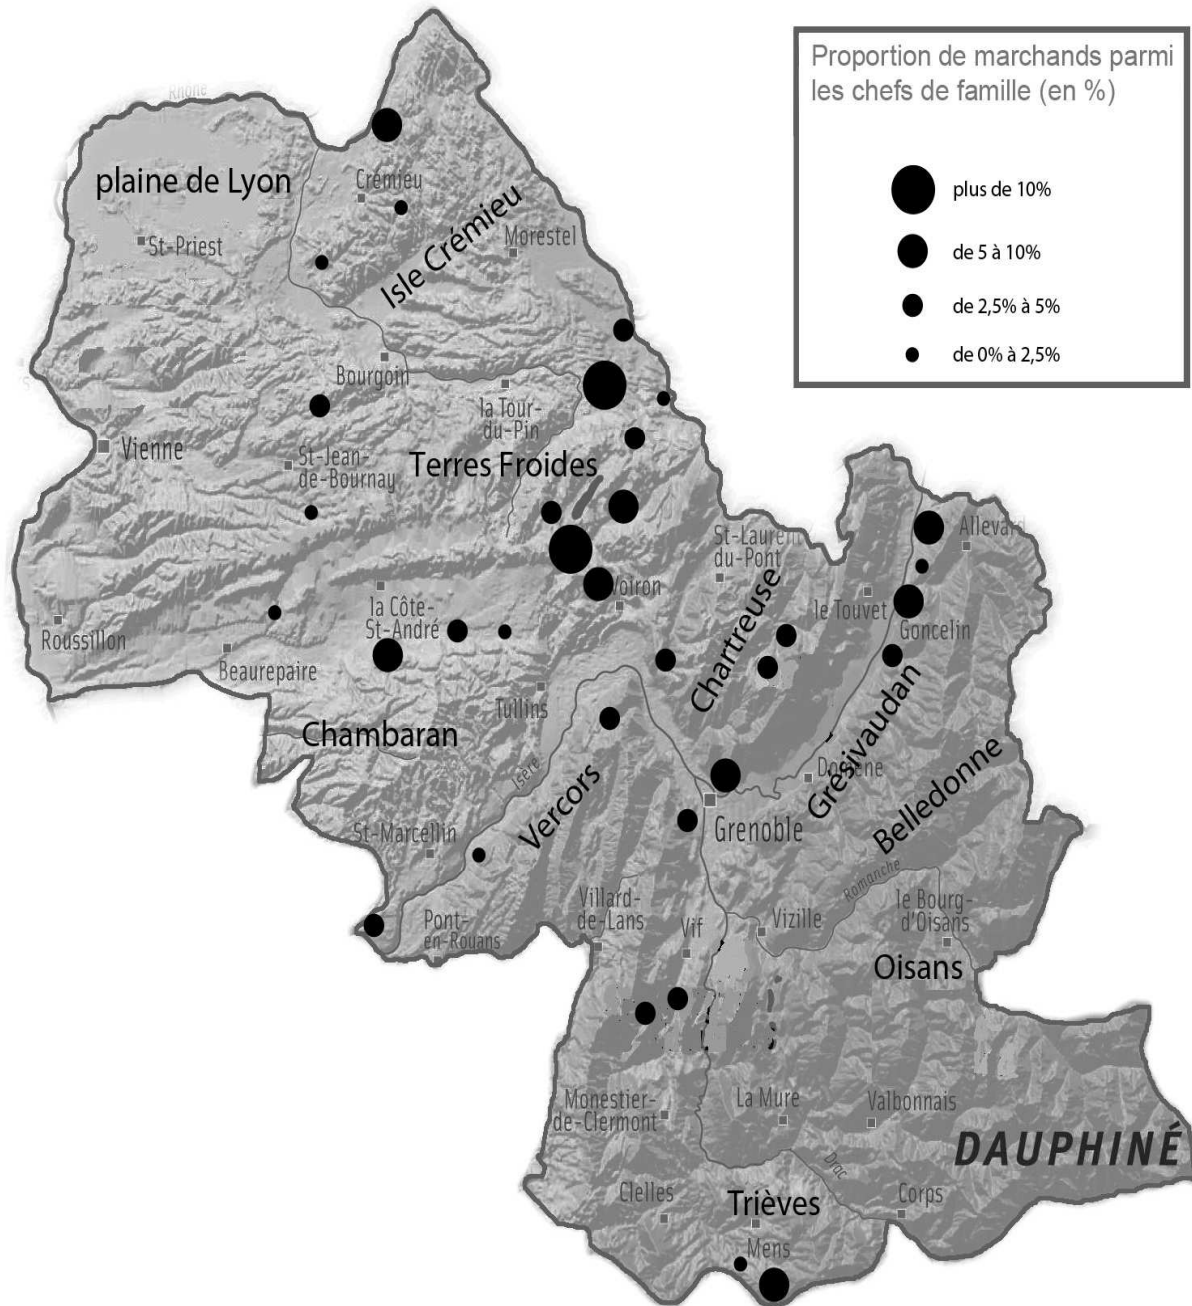 Proportion de marchands parmi
les chefs de famille (en %)
plus de 10%
de 5 à 10%
de 2,5% à 5%
de 0% à 2,5%
Rhône
plaine de Lyon
Crémieu
St-Priest
Isle Crémieu
Morestel
Bourgoin
la Tour-
du-Pin
Vienne
St-Jean-
de-Bournay
Terres Froides
St-Lauren
du-Pont
Allevar
Voiron
Chartreuse
le Touvet
Goncelin
Roussillon
la Côte-
St-André
Beaurepaire
Tullins
Chambaran
Isère
Vercors
Grésivaudan
Domène
Belledonne
Grenoble
St-Marcellin
Romanche
Villard-
de-Lans
Pont-
en-Rouans
Vif
Vizille
le Bourg-
d'Oisans
Oisans
Monestier-
de-Clermont
La Mure
Valbonnais
DAUPHINÉ
Drac
Clelles
Trièves
Corps
Mens